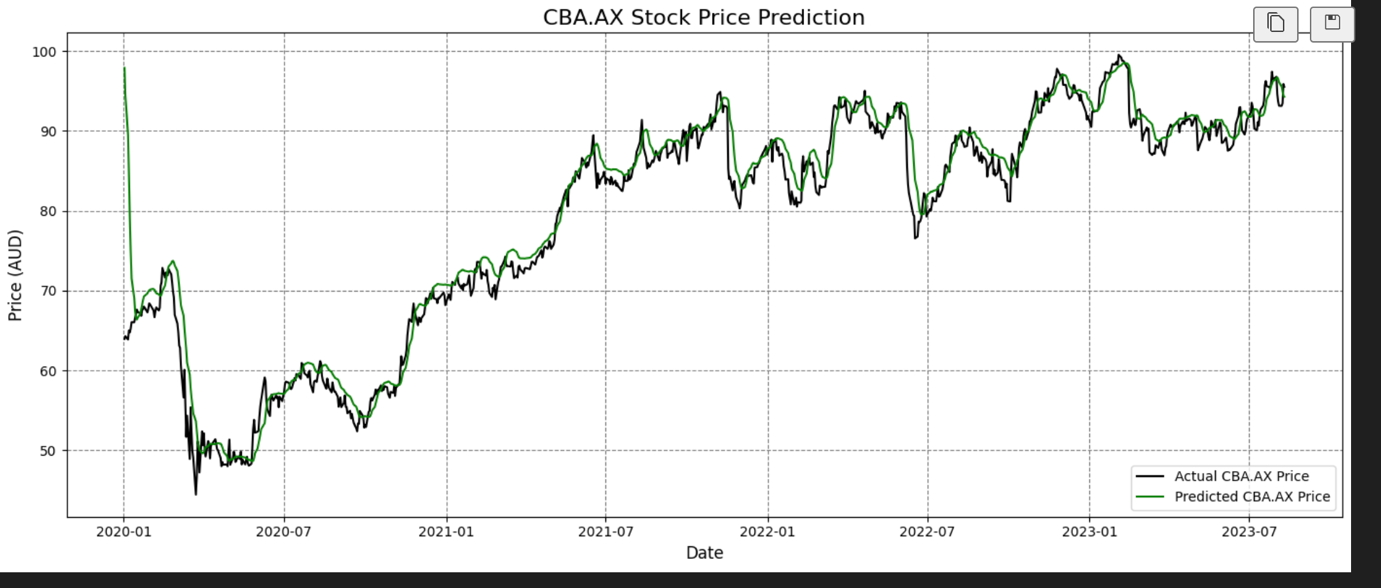 CBA.AX Stock Price Prediction
100
90
80
70
60
50
Price (AUD)
Actual CBA.AX Price
Predicted CBA.AX Price
2020-01
2020-07
2021-01
2021-07
2022-01
2022-07
2023-01
2023-07
Date